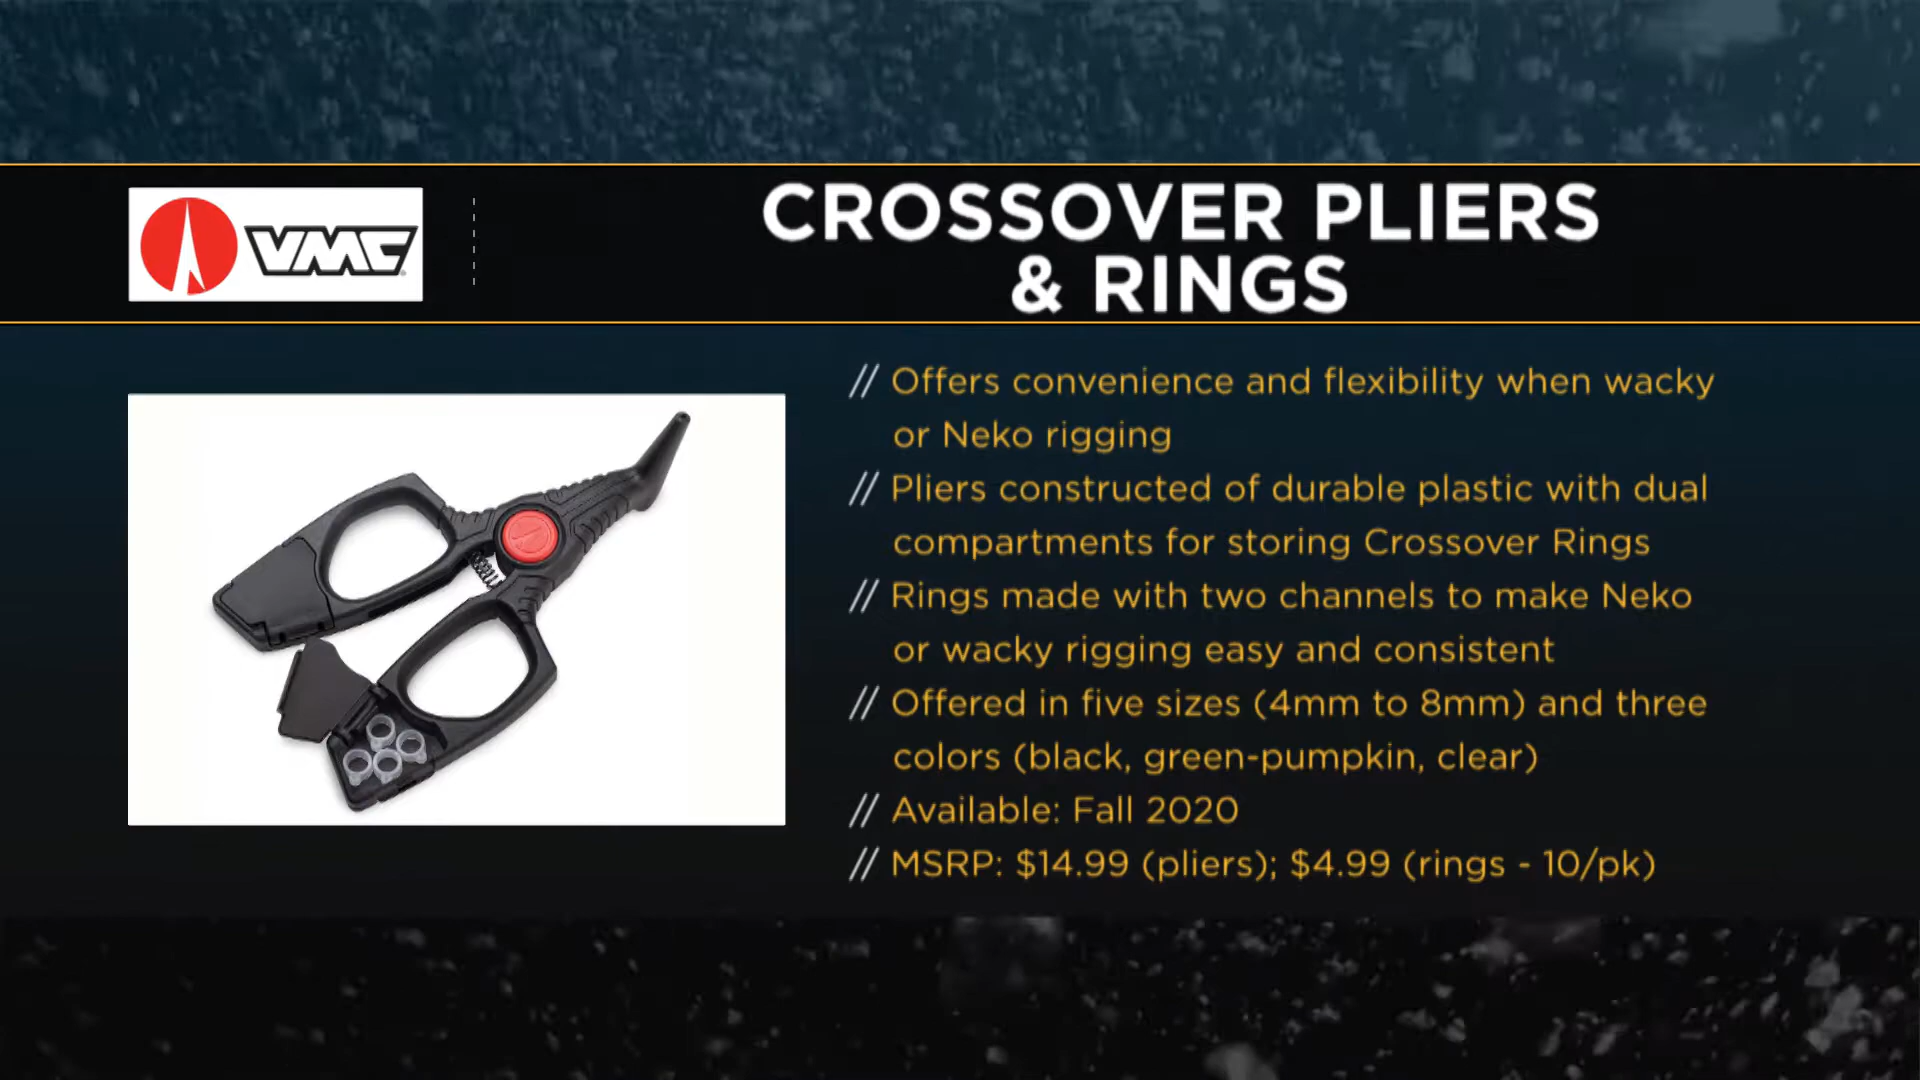 VMC
CROSSOVER PLIERS
& RINGS
// Offers convenience and flexibility when wacky
or Neko rigging
// Pliers constructed of durable plastic with dual
compartments for storing Crossover Rings
// Rings made with two channels to make Neko
or wacky rigging easy and consistent
// Offered in five sizes (4mm to 8mm) and three
colors (black, green-pumpkin, clear)
// Available: Fall 2020
// MSRP: $14.99 (pliers); $4.99 (rings - 10/pk)